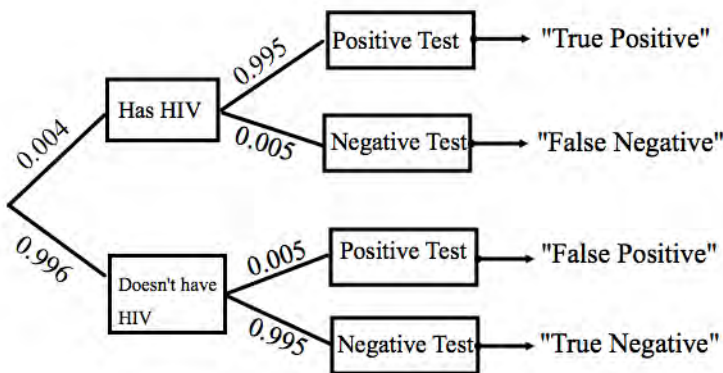 0.004
0.996
Has HIV
Doesn't have
HIV
0.995
0.005
0.005
0.995
Positive Test
"True Positive"
Negative Test
"False Negative"
Positive Test
"False Positive"
Negative Test
"True Negative"